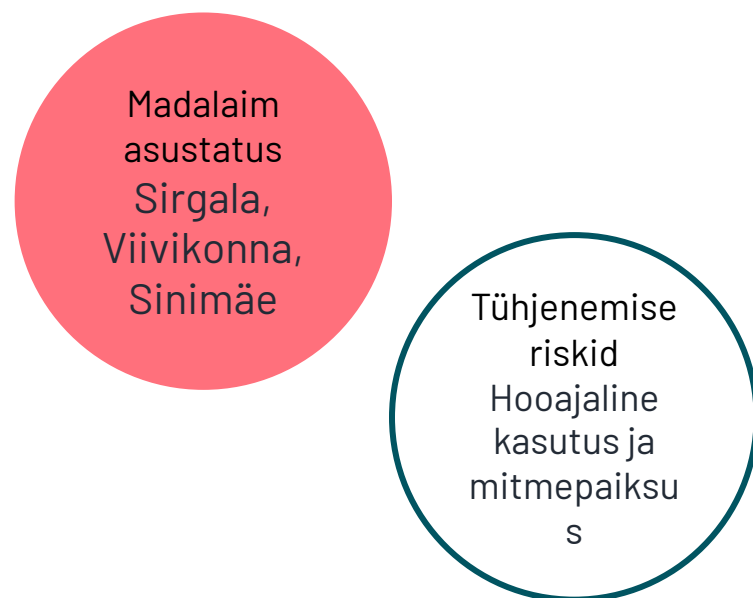 Madalaim
asustatus
Sirgala,
Viivikonna,
Sinimäe
Tühjenemise
riskid
Hooajaline
kasutus ja
mitmepaiksu
s